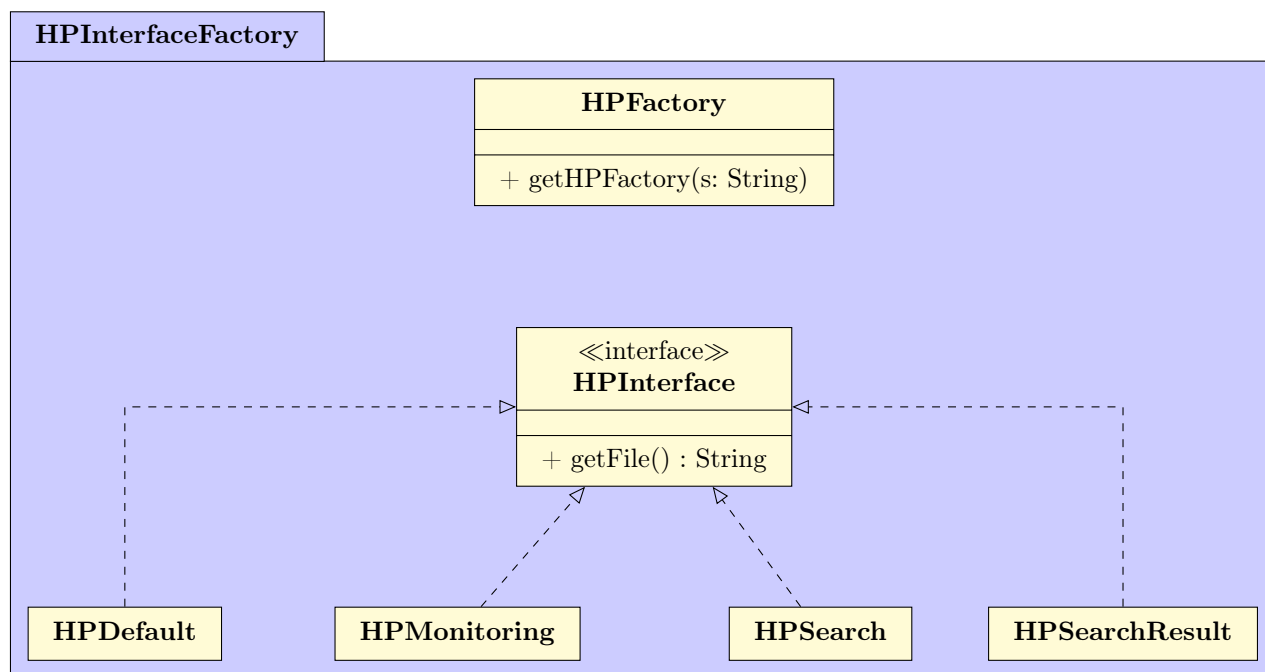 HPInterfaceFactory
HPFactory
+ getHPFactory(s: String)
≪interface≫
HPInterface
+ getFile() : String
HPDefault
HPMonitoring
HPSearch
HPSearchResult